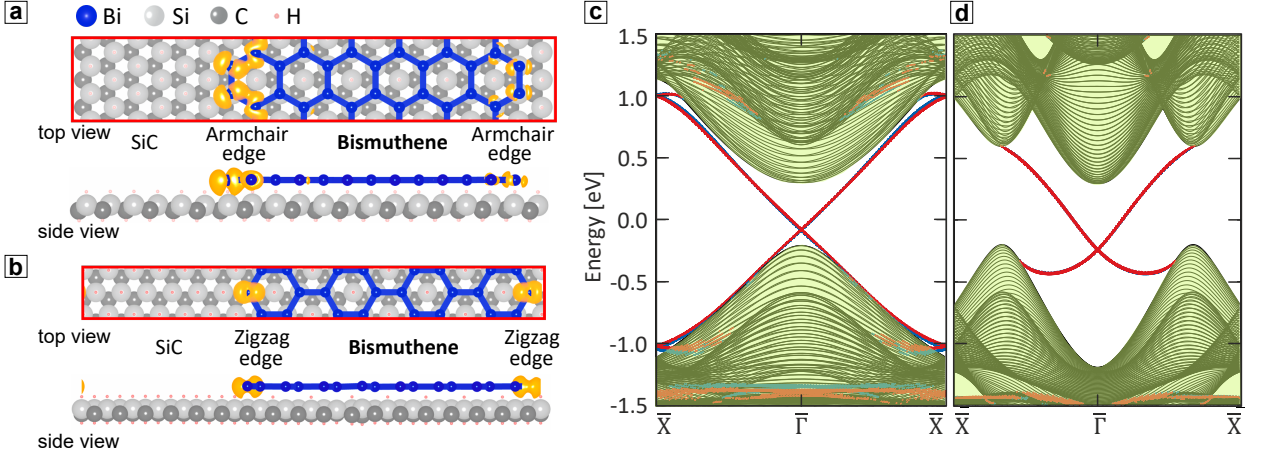 a
Bi Si C H
top view
SiC
Armchair
edge
Bismuthene
Armchair
edge
side view
b
top view
SiC
Zigzag
edge
Bismuthene
Zigzag
edge
side view
c
Energy [eV]
1.5
1.0
0.5
0.0
-0.5
-1.0
-1.5
X̅ Γ̅ X̅
d
X̅ Γ̅ X̅